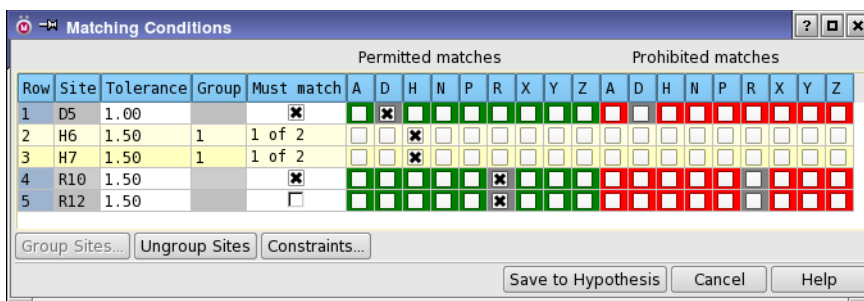 Matching Conditions
Permitted matches Prohibited matches
Row Site Tolerance Group Must match A D H N P R X Y Z A D H N P R X Y Z
1 D5 1.00
2 H6 1.50 1 1 of 2
3 H7 1.50 1 1 of 2
4 R10 1.50
5 R12 1.50
Group Sites... Ungroup Sites Constraints...
Save to Hypothesis Cancel Help